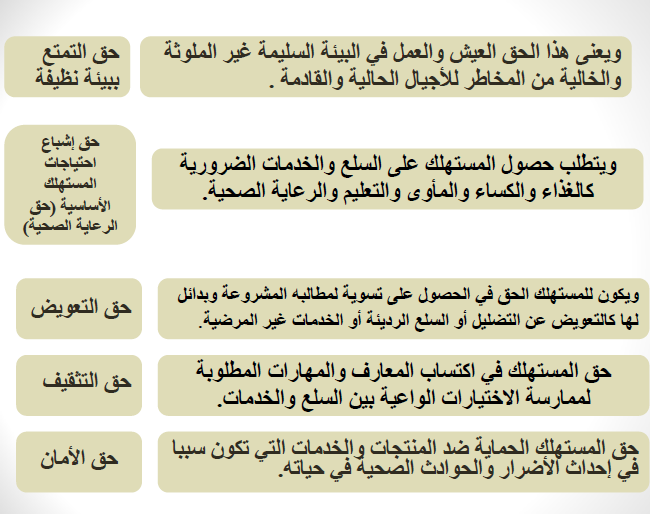 حق التمتع
ببيئة نظيفة
ويعنى هذا الحق العيش والعمل في البيئة السليمة غير الملوثة
والخالية من المخاطر للأجيال الحالية والقادمة .
حق إشباع
احتياجات
المستهلك
الأساسية (حق
الرعاية الصحية)
ويتطلب حصول المستهلك على السلع والخدمات الضرورية
كالغذاء والكساء والمأوى والتعليم والرعاية الصحية.
حق التعويض
ويكون للمستهلك الحق في الحصول على تسوية لمطالبه المشروعة وبدائل
لها كالتعويض عن التضليل أو السلع الرديئة أو الخدمات غير المرضية.
حق التثقيف
حق المستهلك في اكتساب المعارف والمهارات المطلوبة
لممارسة الاختيارات الواعية بين السلع والخدمات.
حق الأمان
حق المستهلك الحماية ضد المنتجات والخدمات التي تكون سببا
في إحداث الأضرار والحوادث الصحية في حياته.